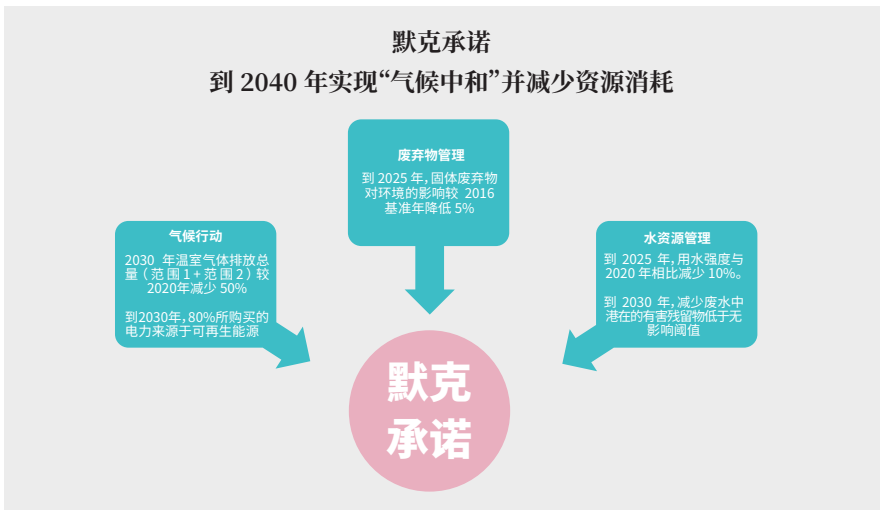 默克承诺
到 2040 年实现“气候中和”并减少资源消耗
废弃物管理
到 2025 年，固体废弃物
对环境的影响较 2016
基准年降低 5%
气候行动
2030 年温室气体排放总
量（范围1+范围2）较
2020年减少 50%
到2030年，80%所购买的
电力来源于可再生能源
水资源管理
到 2025 年，用水强度与
2020 年相比减少 10%。
到 2030 年，减少废水中
港在的有害残留物低于无
影响阈值
默克
承诺